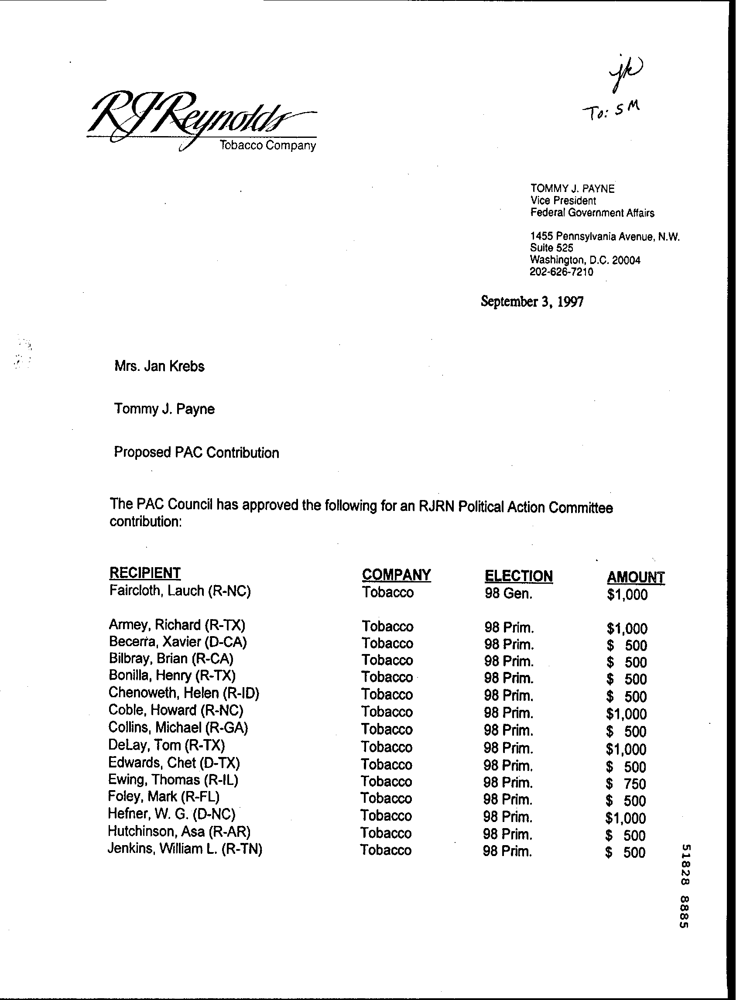 jk
To: SM
RJReynolds
Tobacco Company
TOMMY J. PAYNE
Vice President
Federal Government Affairs
1455 Pennsylvania Avenue, N.W.
Suite 525
Washington, D.C. 20004
202-626-7210
September 3, 1997
Mrs. Jan Krebs
Tommy J. Payne
Proposed PAC Contribution
The PAC Council has approved the following for an RJRN Political Action Committee
contribution:
RECIPIENT COMPANY ELECTION AMOUNT
Faircloth, Lauch (R-NC) Tobacco 98 Gen. $1,000
Armey, Richard (R-TX) Tobacco 98 Prim. $1,000
Becerra, Xavier (D-CA) Tobacco 98 Prim. $ 500
Bilbray, Brian (R-CA) Tobacco 98 Prim. $ 500
Bonilla, Henry (R-TX) Tobacco 98 Prim. $ 500
Chenoweth, Helen (R-ID) Tobacco 98 Prim. $ 500
Coble, Howard (R-NC) Tobacco 98 Prim. $1,000
Collins, Michael (R-GA) Tobacco 98 Prim. $ 500
DeLay, Tom (R-TX) Tobacco 98 Prim. $1,000
Edwards, Chet (D-TX) Tobacco 98 Prim. $ 500
Ewing, Thomas (R-IL) Tobacco 98 Prim. $ 750
Foley, Mark (R-FL) Tobacco 98 Prim. $ 500
Hefner, W. G. (D-NC) Tobacco 98 Prim. $1,000
Hutchinson, Asa (R-AR) Tobacco 98 Prim. $ 500
Jenkins, William L. (R-TN) Tobacco 98 Prim. $ 500
51828 8885